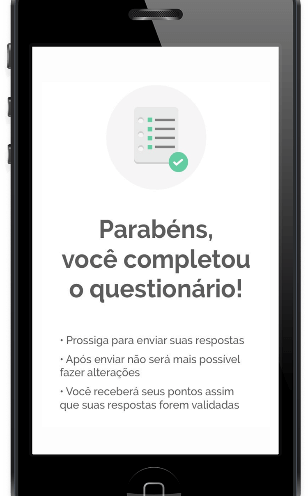 Parabéns,
você completou
o questionário!
• Prossiga para enviar suas respostas
• Após enviar não será mais possível
fazer alterações
• Você receberá seus pontos assim
que suas respostas forem validadas